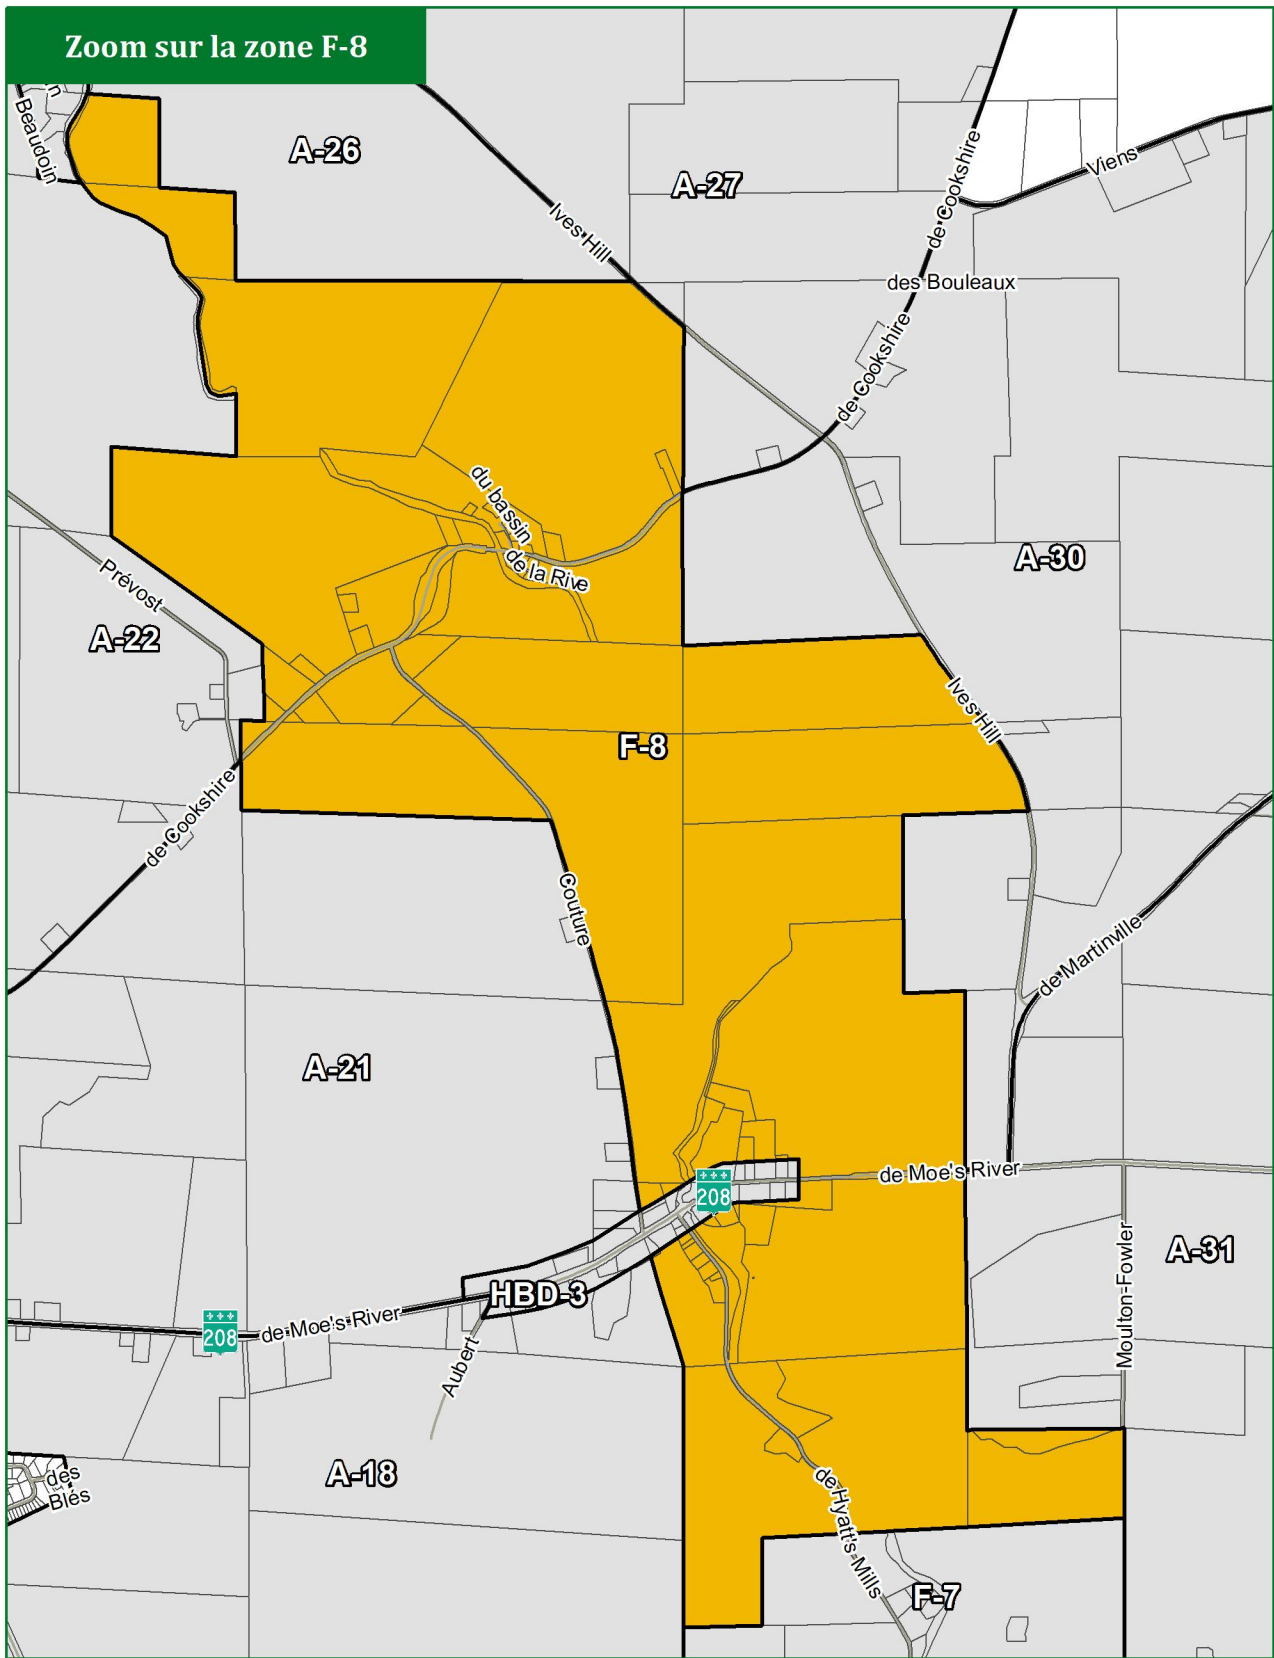 Zoom sur la zone F-8
Beaudoin
A-26
A-27
de Cookshire
Viens
Ives Hill
des Bouleaux
de Cookshire
du bassin
de la Rive
A-30
Prévost
A-22
Ives Hill
F-8
de Cookshire
Couture
de Martinville
A-21
de Moe's River
208
A-31
Moulton-Fowler
HBD-3
208
de Moe's River
Aubert
A-18
des
Blés
de Hyatt's Mills
F-7